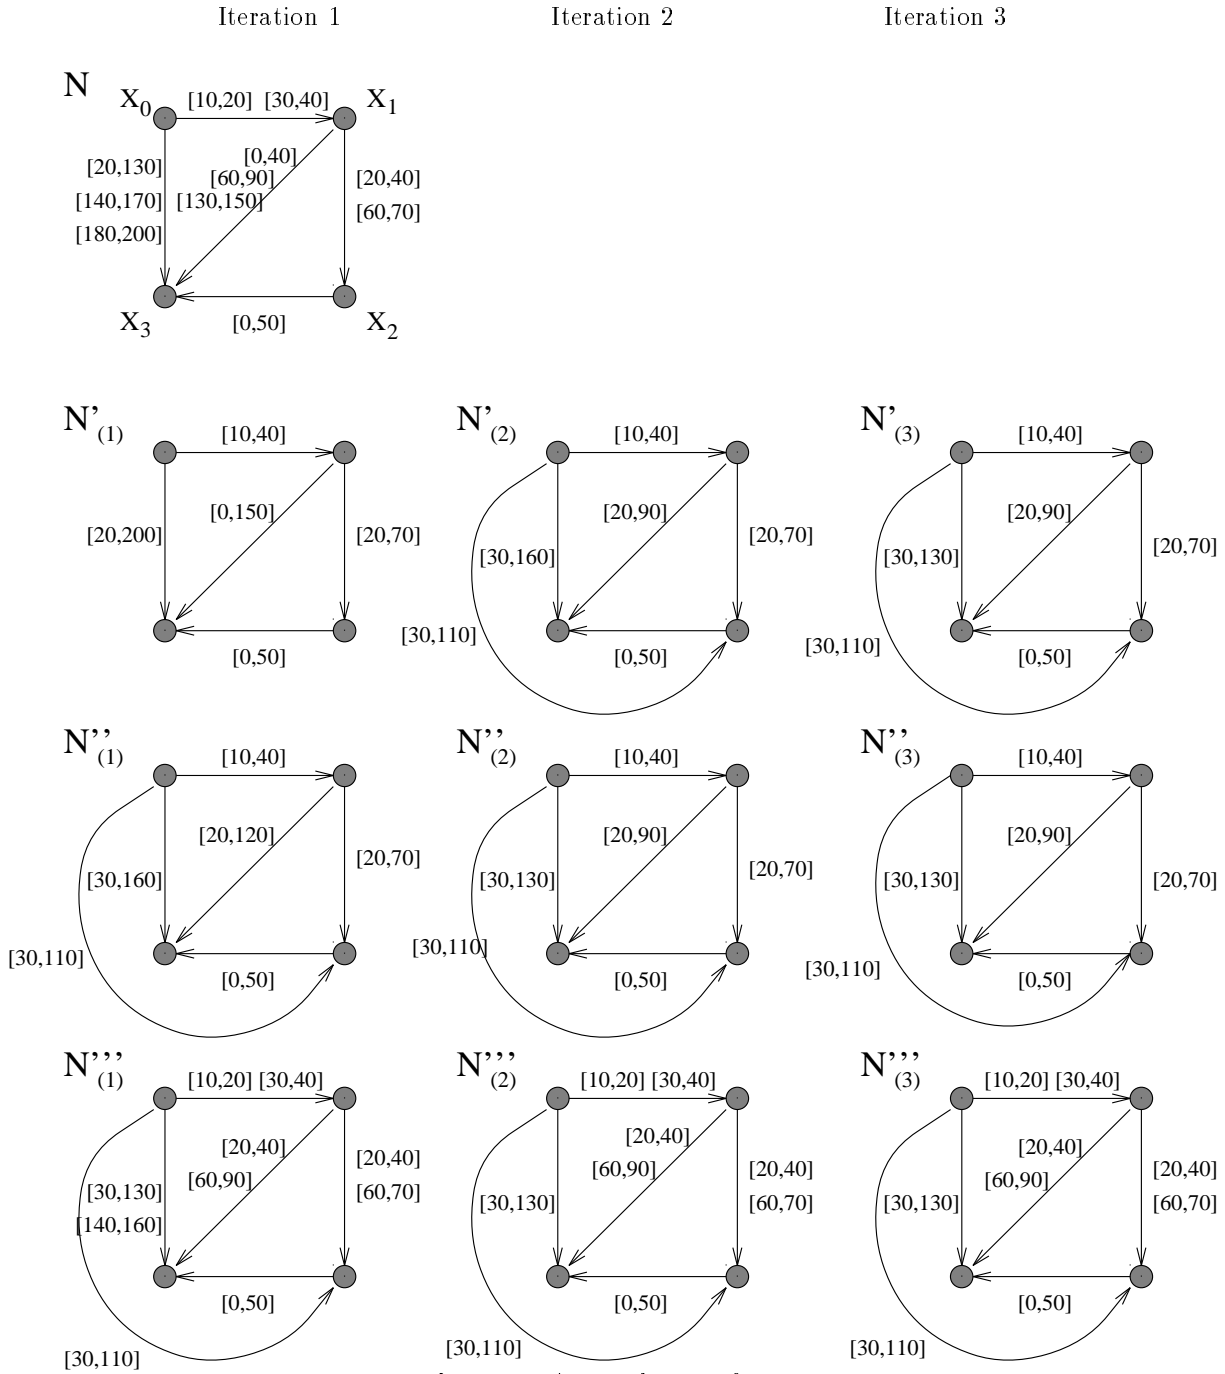 Iteration 1 Iteration 2 Iteration 3
N
X0 [10,20] [30,40] X1
[0,40]
[20,130] [60,90] [20,40]
[140,170] [130,150] [60,70]
[180,200]
X3 [0,50] X2
N'(1) [10,40] N'(2) [10,40] N'(3) [10,40]
[0,150] [20,90] [20,90]
[20,200] [20,70] [20,70]
[30,160] [30,130] [20,70]
[30,110] [30,110]
[0,50] [0,50] [0,50]
N''(1) [10,40] N''(2) [10,40] N''(3) [10,40]
[20,120] [20,90] [20,90]
[20,70] [20,70]
[30,160] [30,130] [30,130] [20,70]
[30,110] [30,110] [30,110]
[0,50] [0,50] [0,50]
N'''(1) [10,20] [30,40] N'''(2) [10,20] [30,40] N'''(3) [10,20] [30,40]
[20,40] [20,40] [20,40]
[20,40] [60,90] [20,40] [20,40]
[60,90] [60,90]
[30,130] [60,70] [30,130] [60,70] [30,130] [60,70]
[140,160]
[0,50] [0,50] [0,50]
[30,110] [30,110] [30,110]